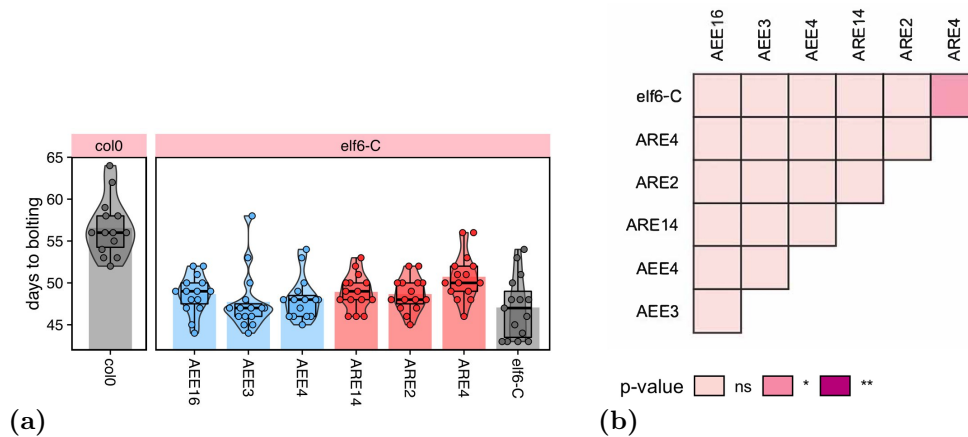 col0
elf6-C
days to bolting
65
60
55
50
45
col0
AEE16
AEE3
AEE4
ARE14
ARE2
ARE4
elf6-C
(a)
AEE16
AEE3
AEE4
ARE14
ARE2
ARE4
elf6-C
ARE4
ARE2
ARE14
AEE4
AEE3
p-value
ns
*
**
(b)